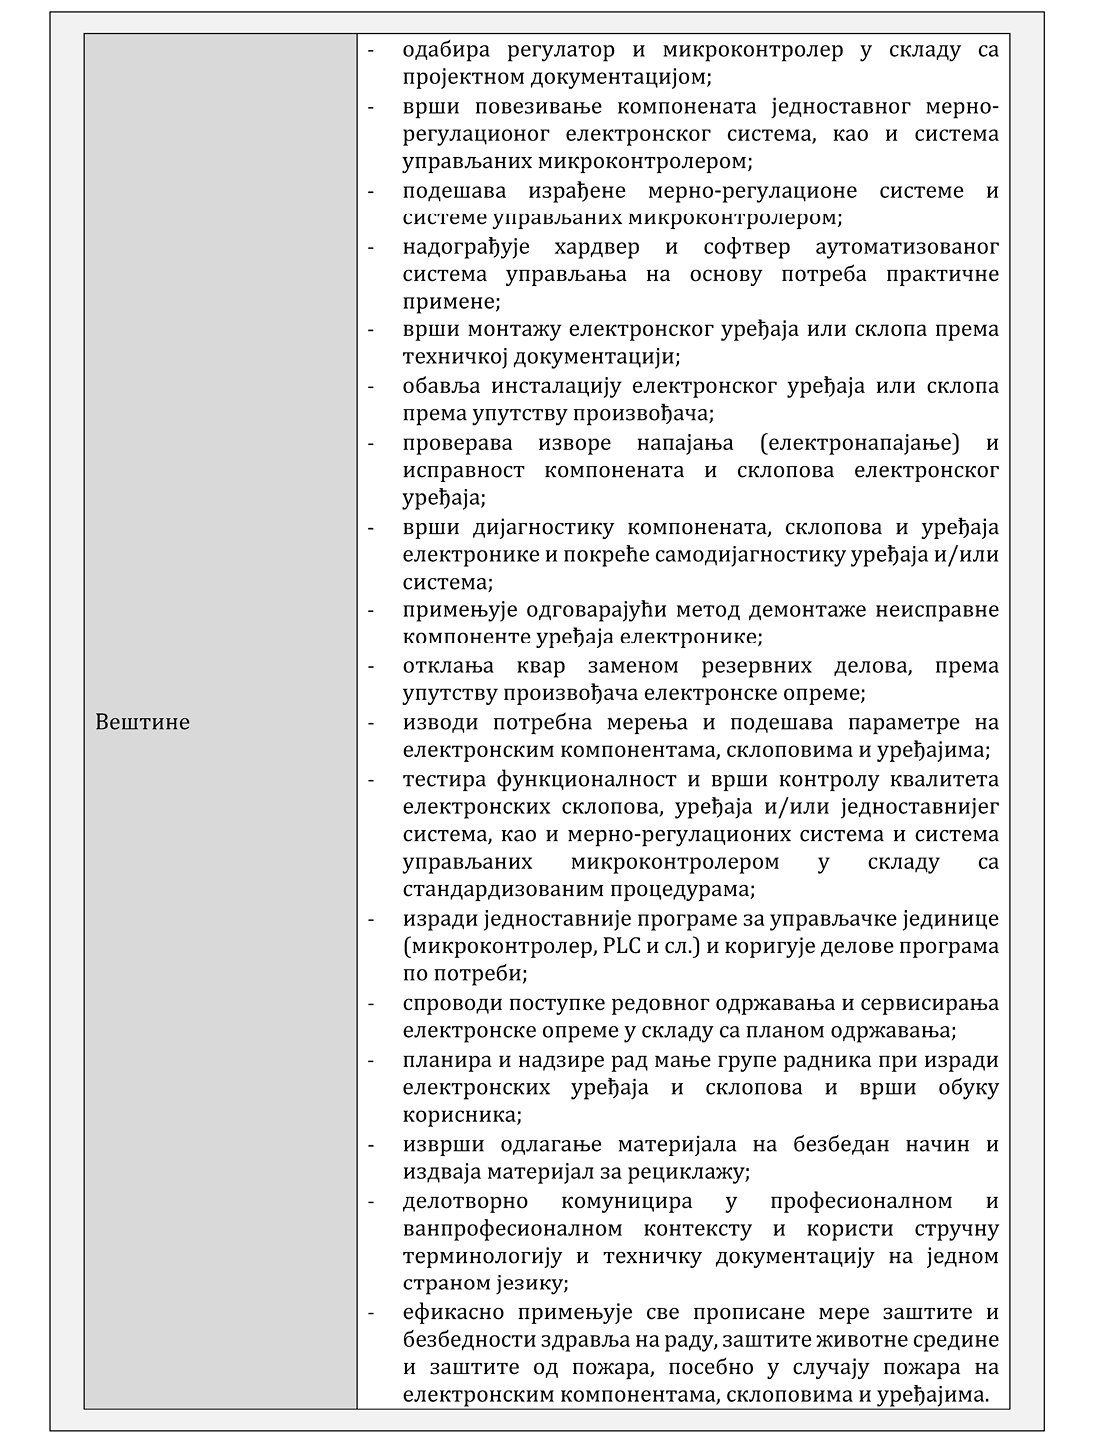 - одабира регулатор и микроконтролер у складу са
пројектном документацијом;
- врши повезивање компонената једноставног мерно-
регулационог електронског система, као и система
управљаних микроконтролером;
- подешава израђене мерно-регулационе системе и
системе управљаних микроконтролером;
- надограђује хардвер и софтвер аутоматизованог
система управљања на основу потреба практичне
примене;
- врши монтажу електронског уређаја или склопа према
техничкој документацији;
- обавља инсталацију електронског уређаја или склопа
према упутству произвођача;
- проверава изворе напајања (електронапајање) и
исправност компонената и склопова електронског
уређаја;
- врши дијагностику компонената, склопова и уређаја
електронике и покреће самодијагностику уређаја и/или
система;
- примењује одговарајући метод демонтаже неисправне
компоненте уређаја електронике;
- отклања квар заменом резервних делова, према
упутству произвођача електронске опреме;
Вештине
- изводи потребна мерења и подешава параметре на
електронским компонентама, склоповима и уређајима;
- тестира функционалност и врши контролу квалитета
електронских склопова, уређаја и/или једноставнијег
система, као и мерно-регулационих система и система
управљаних микроконтролером у складу са
стандардизованим процедурама;
- изради једноставније програме за управљачке јединице
(микроконтролер, PLC и сл.) и коригује делове програма
по потреби;
- спроводи поступке редовног одржавања и сервисирања
електронске опреме у складу са планом одржавања;
- планира и надзире рад мање групе радника при изради
електронских уређаја и склопова и врши обуку
корисника;
- изврши одлагање материјала на безбедан начин и
издваја материјал за рециклажу;
- делотворно комуницира у професионалном и
ванпрофесионалном контексту и користи стручну
терминологију и техничку документацију на једном
страном језику;
- ефикасно примењује све прописане мере заштите и
безбедности здравља на раду, заштите животне средине
и заштите од пожара, посебно у случају пожара на
електронским компонентама, склоповима и уређајима.